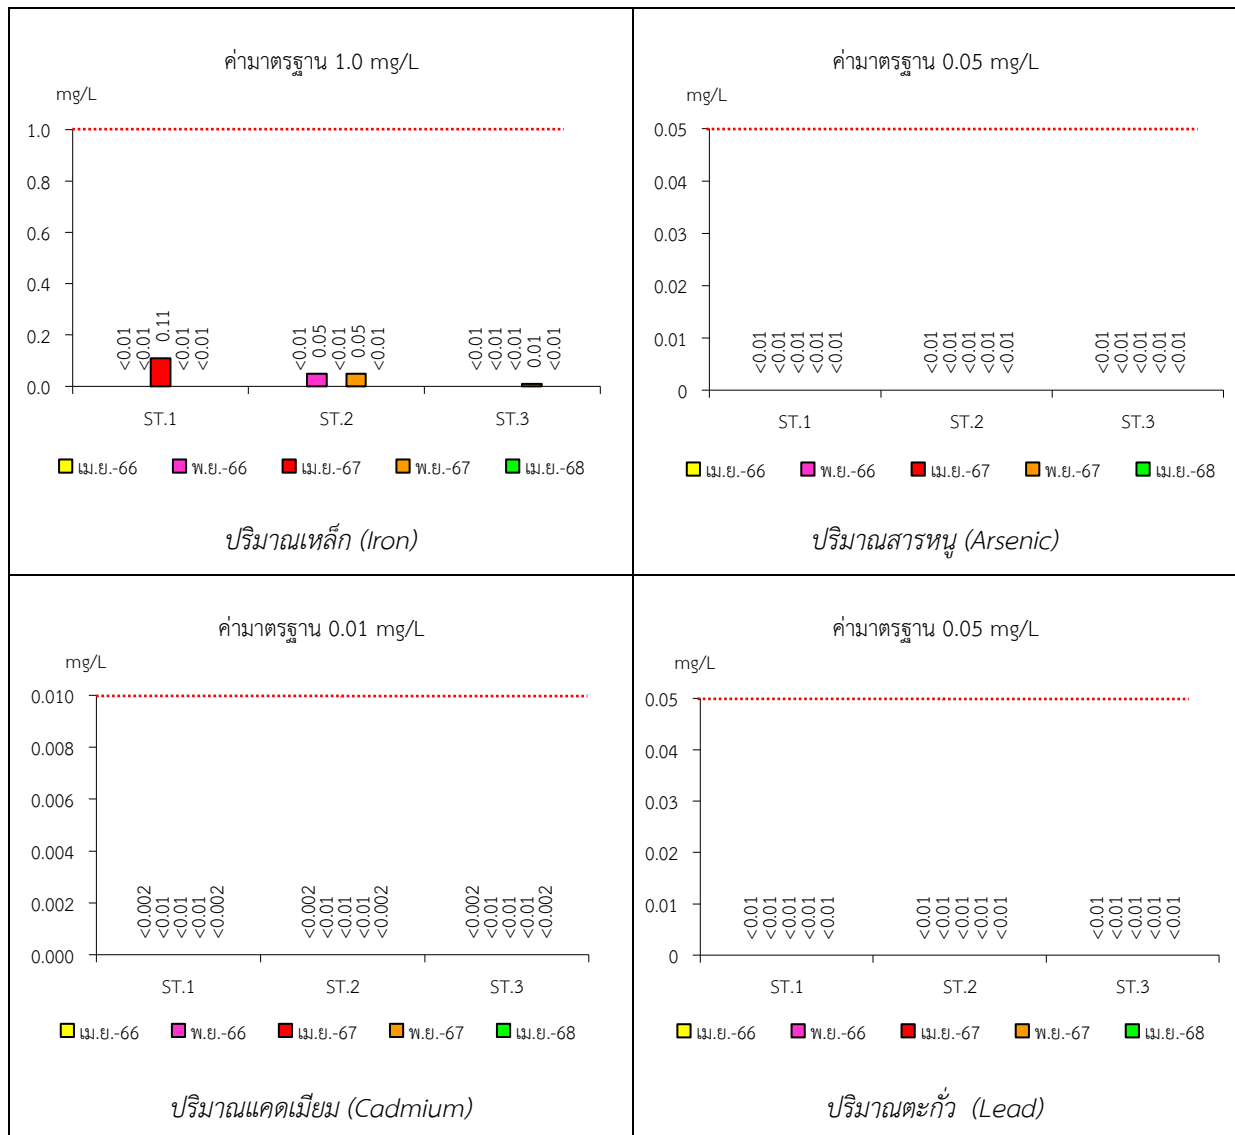 ค่ามาตรฐาน 1.0 mg/L
mg/L
1.0
0.8
0.6
0.4
0.2
0.0
<0.01 <0.01 0.11 <0.01 <0.01
<0.01 0.05 <0.01 0.05 <0.01
<0.01 <0.01 <0.01 0.01 <0.01
ST.1 ST.2 ST.3
เม.ย.-66 พ.ย.-66 เม.ย.-67 พ.ย.-67 เม.ย.-68
ปริมาณเหล็ก (Iron)
ค่ามาตรฐาน 0.05 mg/L
mg/L
0.05
0.04
0.03
0.02
0.01
0
<0.01 <0.01 <0.01 <0.01 <0.01
<0.01 <0.01 <0.01 <0.01 <0.01
<0.01 <0.01 <0.01 <0.01 <0.01
ST.1 ST.2 ST.3
เม.ย.-66 พ.ย.-66 เม.ย.-67 พ.ย.-67 เม.ย.-68
ปริมาณสารหนู (Arsenic)
ค่ามาตรฐาน 0.01 mg/L
mg/L
0.010
0.008
0.006
0.004
0.002
0.000
<0.002 <0.01 <0.01 <0.01 <0.002
<0.002 <0.01 <0.01 <0.01 <0.002
<0.002 <0.01 <0.01 <0.01 <0.002
ST.1 ST.2 ST.3
เม.ย.-66 พ.ย.-66 เม.ย.-67 พ.ย.-67 เม.ย.-68
ปริมาณแคดเมียม (Cadmium)
ค่ามาตรฐาน 0.05 mg/L
mg/L
0.05
0.04
0.03
0.02
0.01
0
<0.01 <0.01 <0.01 <0.01 <0.01
<0.01 <0.01 <0.01 <0.01 <0.01
<0.01 <0.01 <0.01 <0.01 <0.01
ST.1 ST.2 ST.3
เม.ย.-66 พ.ย.-66 เม.ย.-67 พ.ย.-67 เม.ย.-68
ปริมาณตะกั่ว (Lead)